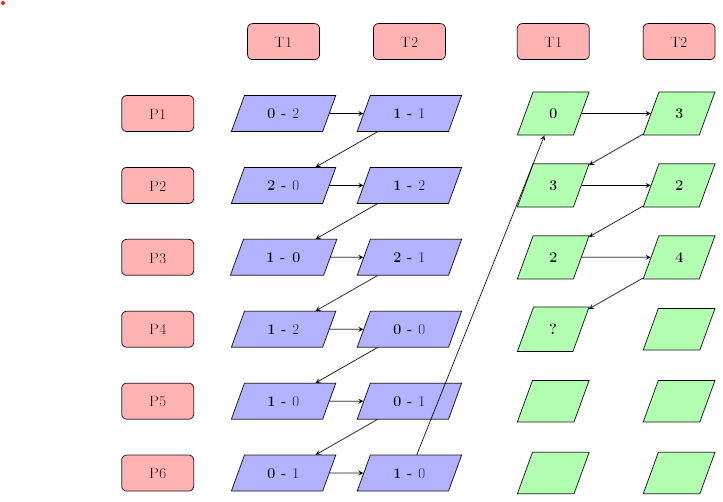 T1 T2 T1 T2
P1 0 - 2 1 - 1 0 3
P2 2 - 0 1 - 2 3 2
P3 1 - 0 2 - 1 2 4
P4 1 - 2 0 - 0 ?
P5 1 - 0 0 - 1
P6 0 - 1 1 - 0